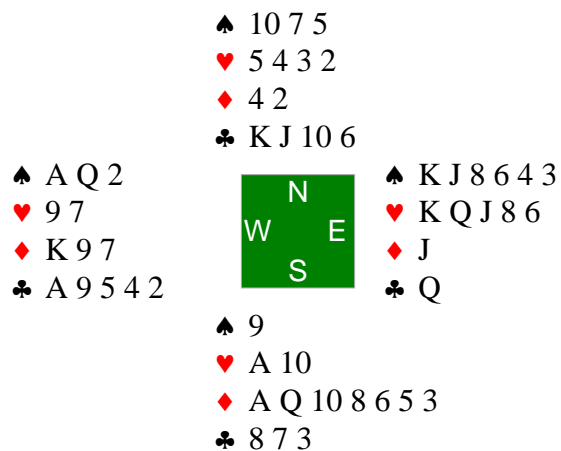 ♠ 10 7 5
♥ 5 4 3 2
♦ 4 2
♣ K J 10 6
♠ A Q 2
♥ 9 7
♦ K 9 7
♣ A 9 5 4 2
N
W E
S
♠ K J 8 6 4 3
♥ K Q J 8 6
♦ J
♣ Q
♠ 9
♥ A 10
♦ A Q 10 8 6 5 3
♣ 8 7 3